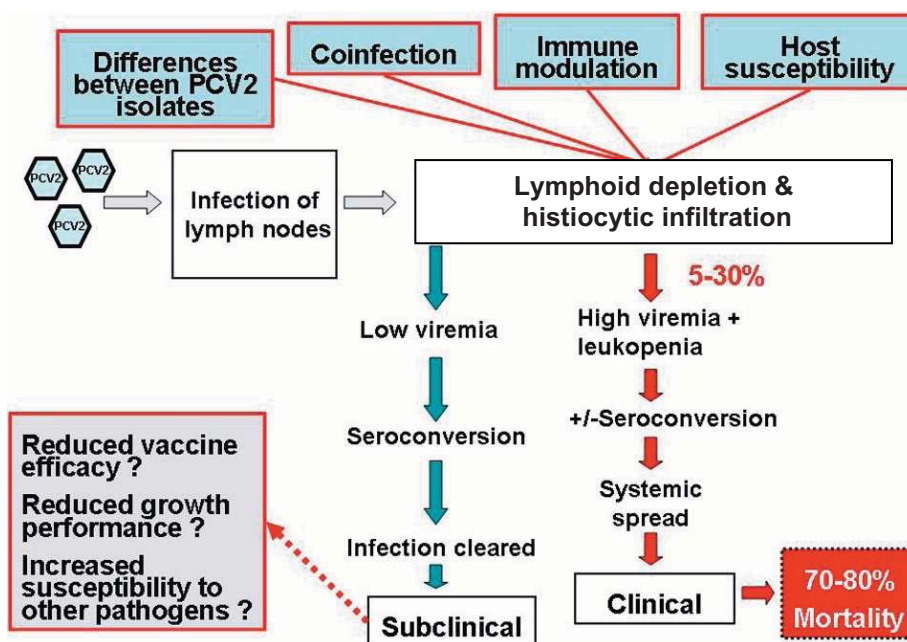 Differences
between PCV2
isolates
Coinfection
Immune
modulation
Host
susceptibility
PCV2
PCV2
PCV2
Infection of
lymph nodes
Lymphoid depletion &
histiocytic infiltration
5-30%
Low viremia
High viremia +
leukopenia
Seroconversion
+/-Seroconversion
Systemic
spread
Infection cleared
Subclinical
Clinical
70-80%
Mortality
Reduced vaccine
efficacy ?
Reduced growth
performance ?
Increased
susceptibility to
other pathogens ?